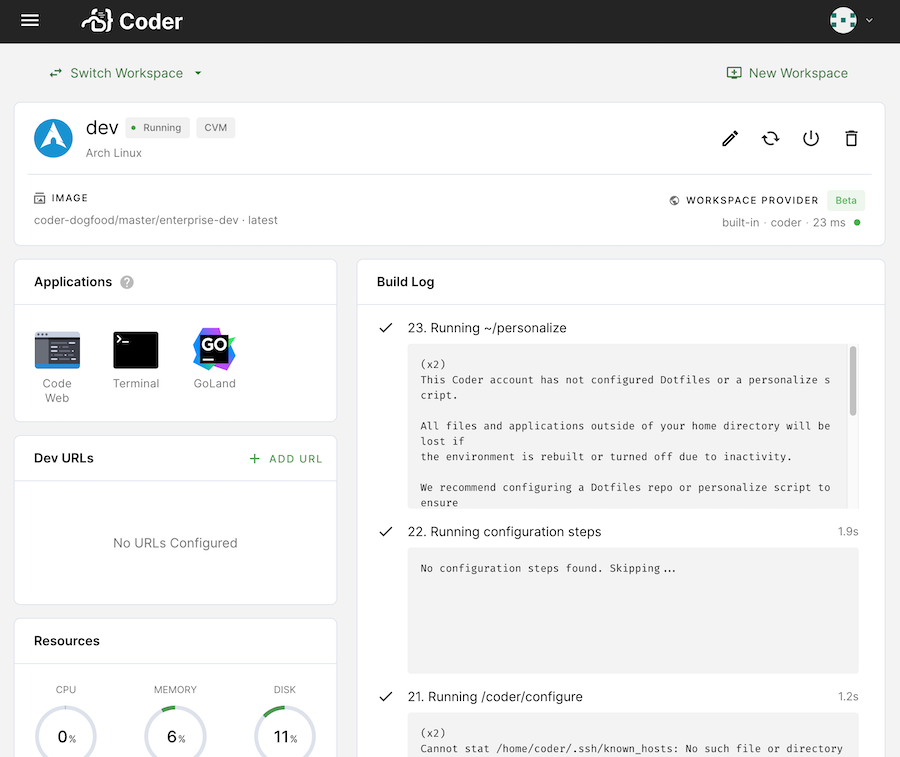 Coder
Switch Workspace
New Workspace
dev
Running
CVM
Arch Linux
IMAGE
coder-dogfood/master/enterprise-dev · latest
WORKSPACE PROVIDER
Beta
built-in · coder · 23 ms
Applications
?
>_
GO
Code
Web
Terminal
GoLand
Dev URLs
+ ADD URL
No URLs Configured
Resources
CPU
MEMORY
DISK
0%
6%
11%
Build Log
23. Running ~/personalize
(x2)
This Coder account has not configured Dotfiles or a personalize s
cript.
All files and applications outside of your home directory will be
lost if
the environment is rebuilt or turned off due to inactivity.
We recommend configuring a Dotfiles repo or personalize script to
ensure
22. Running configuration steps
1.9s
No configuration steps found. Skipping...
21. Running /coder/configure
1.2s
(x2)
Cannot stat /home/coder/.ssh/known_hosts: No such file or directory